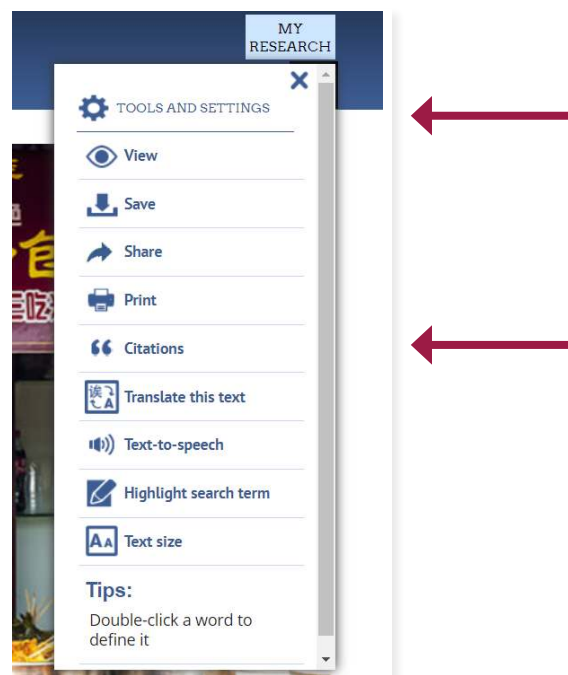 MY
RESEARCH
TOOLS AND SETTINGS
View
Save
Share
Print
Citations
Translate this text
Text-to-speech
Highlight search term
Text size
Tips:
Double-click a word to
define it